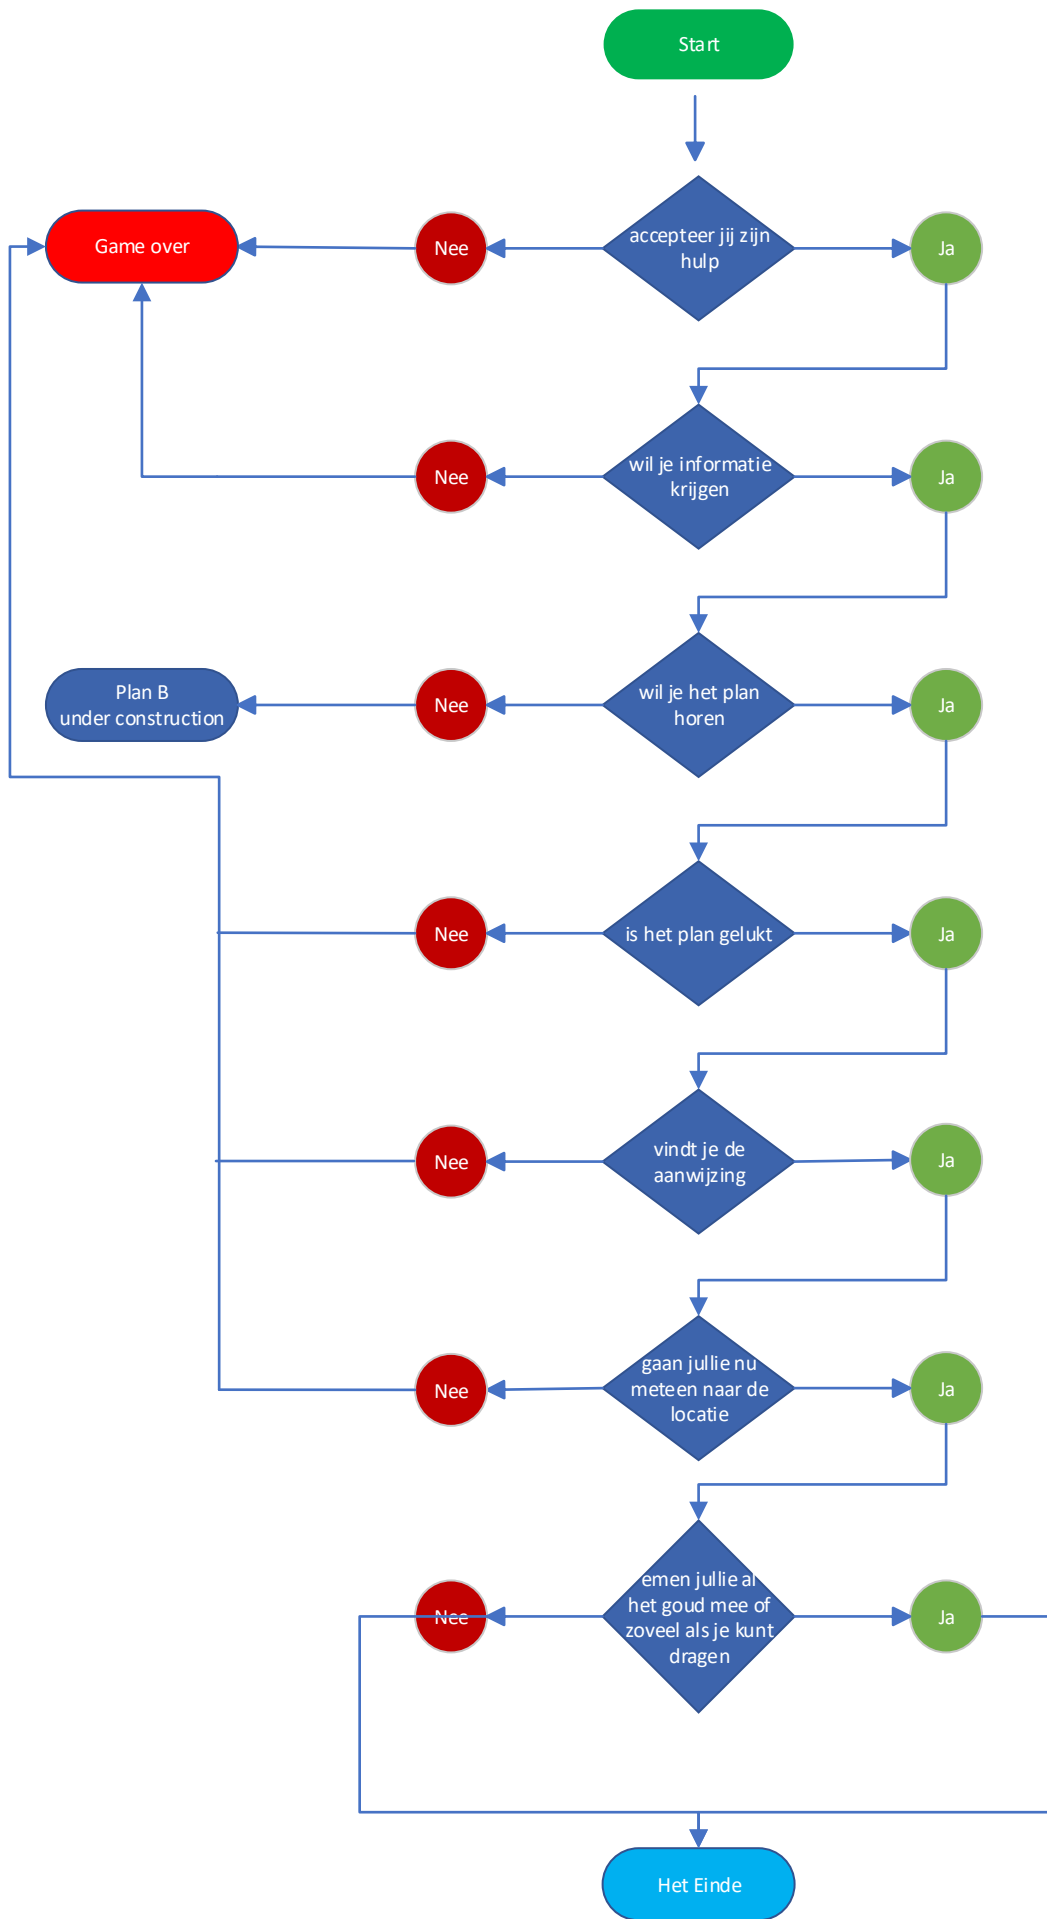 Start
Game over
Nee
accepteer jij zijn
hulp
Ja
Nee
wil je informatie
krijgen
Ja
Plan B
under construction
Nee
wil je het plan
horen
Ja
Nee
is het plan gelukt
Ja
Nee
vindt je de
aanwijzing
Ja
Nee
gaan jullie nu
meteen naar de
locatie
Ja
Nee
emen jullie al
het goud mee of
zoveel als je kunt
dragen
Ja
Het Einde